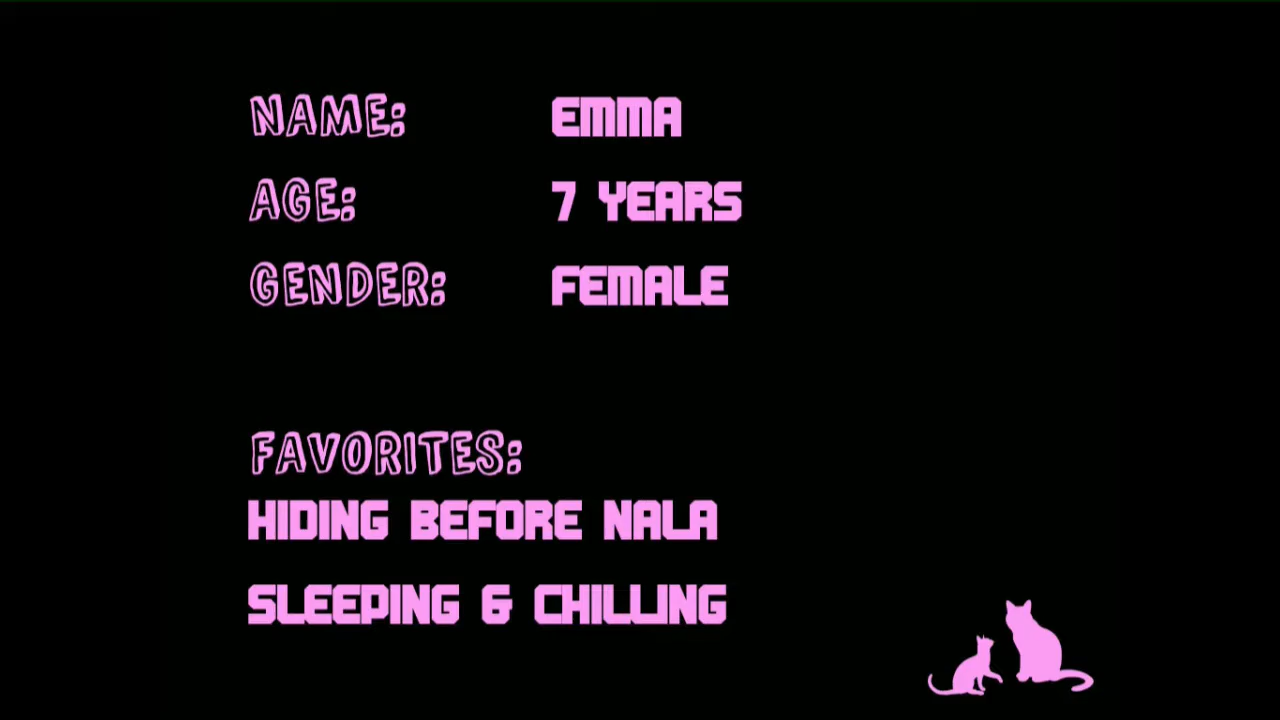 NAME: EMMA
AGE: 7 YEARS
GENDER: FEMALE
FAVORITES:
HIDING BEFORE NALA
SLEEPING & CHILLING